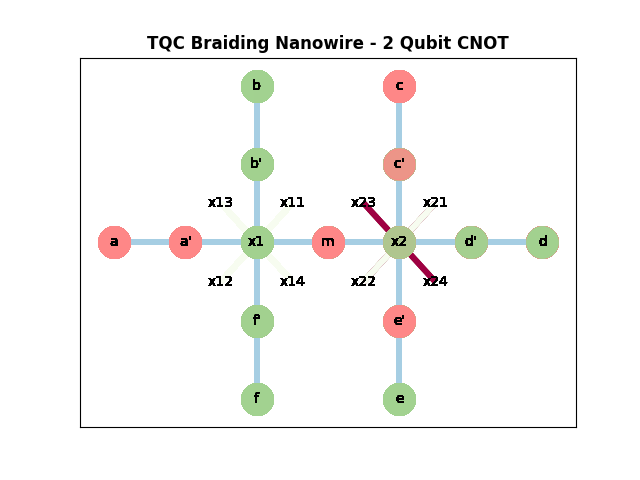 TQC Braiding Nanowire - 2 Qubit CNOT
b c
b' c'
x13 x11 x23 x21
a a' x1 m x2 d' d
x12 x14 x22 x24
f' e'
f e